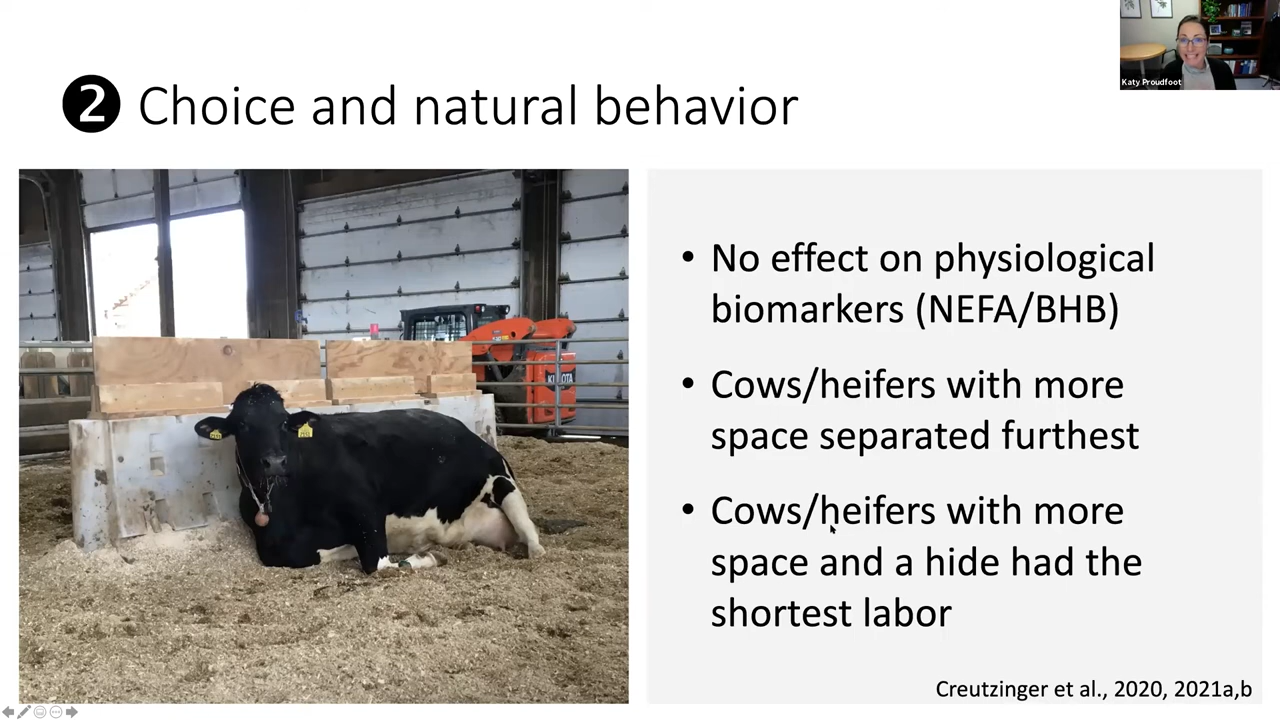 Katy Proudfoot
❷ Choice and natural behavior
• No effect on physiological
biomarkers (NEFA/BHB)
• Cows/heifers with more
space separated furthest
• Cows/heifers with more
space and a hide had the
shortest labor
Creutzinger et al., 2020, 2021a,b